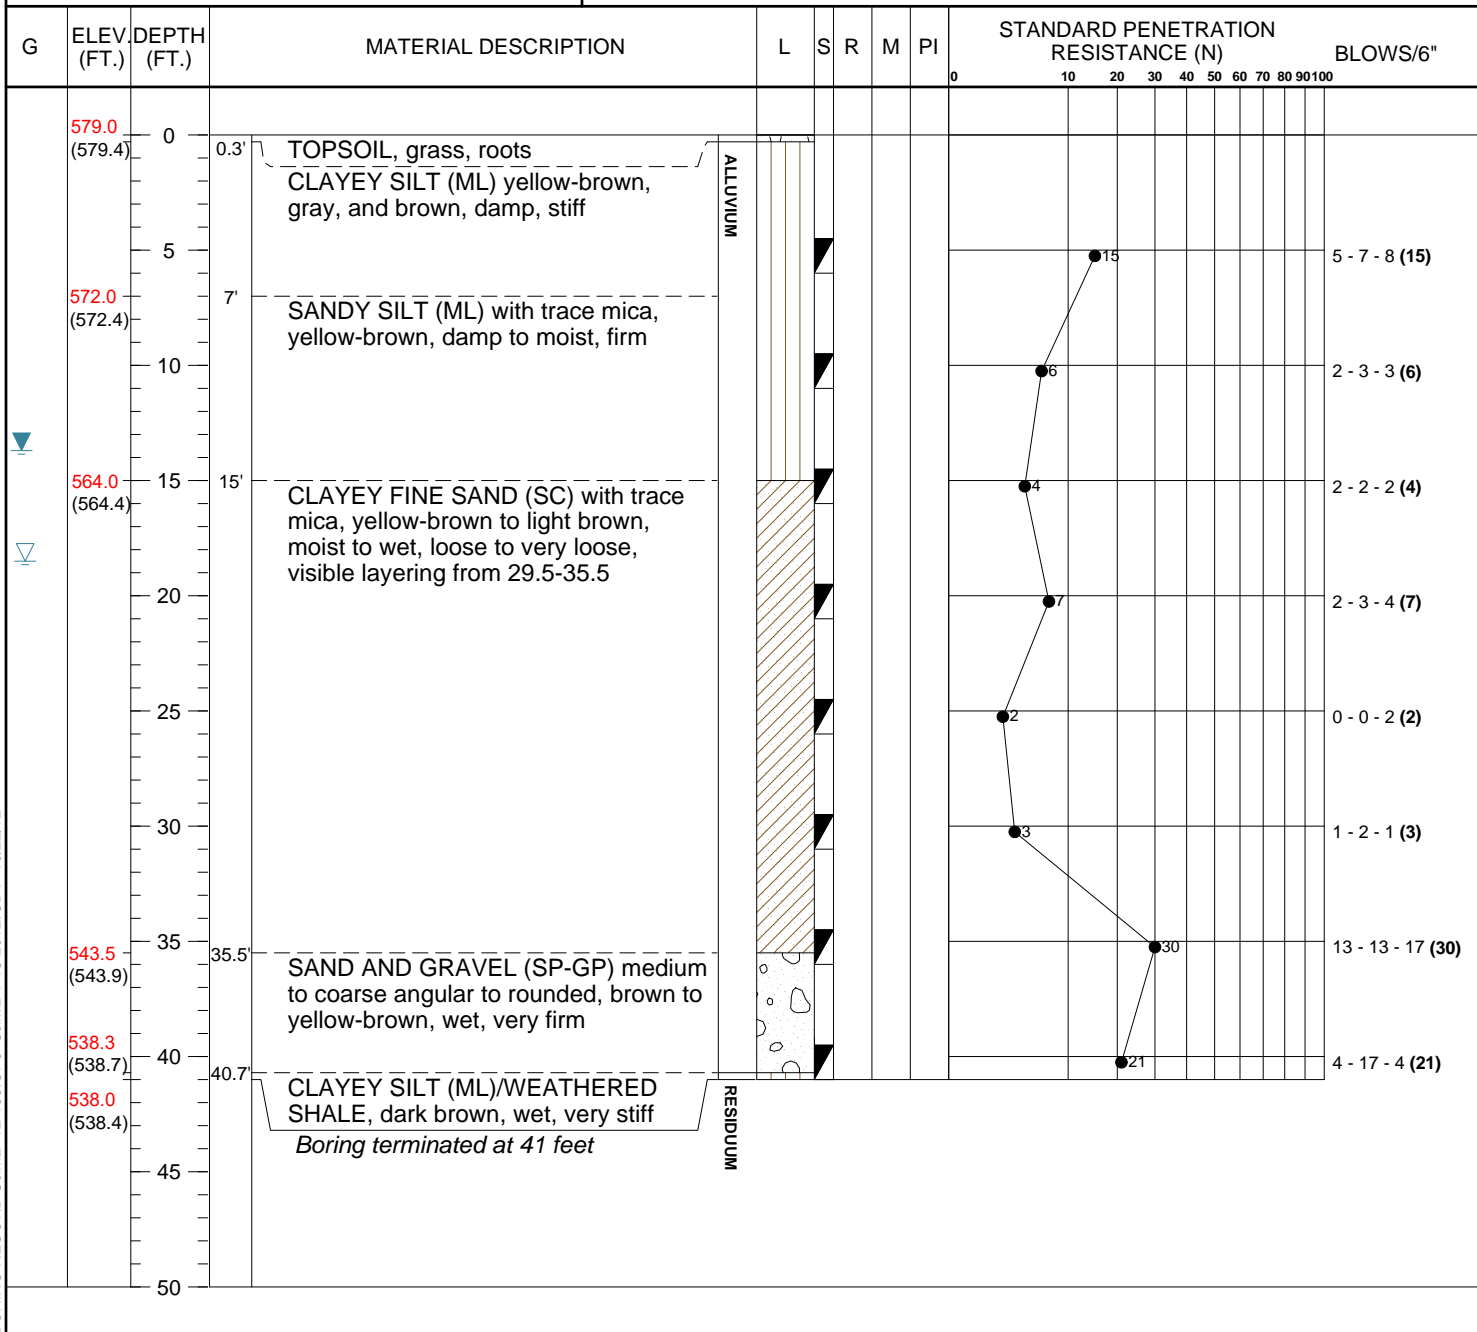 G
ELEV. (FT.)
DEPTH (FT.)
MATERIAL DESCRIPTION
L
S
R
M
PI
STANDARD PENETRATION
RESISTANCE (N)
0 10 20 30 40 50 60 70 80 90 100
BLOWS/6"
579.0
(579.4)
0
0.3'
TOPSOIL, grass, roots
CLAYEY SILT (ML) yellow-brown,
gray, and brown, damp, stiff
ALLUVIUM
5
15
5 - 7 - 8 (15)
572.0
(572.4)
7'
SANDY SILT (ML) with trace mica,
yellow-brown, damp to moist, firm
10
6
2 - 3 - 3 (6)
564.0
(564.4)
15
15'
CLAYEY FINE SAND (SC) with trace
mica, yellow-brown to light brown,
moist to wet, loose to very loose,
visible layering from 29.5-35.5
4
2 - 2 - 2 (4)
20
7
2 - 3 - 4 (7)
25
2
0 - 0 - 2 (2)
30
3
1 - 2 - 1 (3)
35
30
13 - 13 - 17 (30)
543.5
(543.9)
35.5'
SAND AND GRAVEL (SP-GP) medium
to coarse angular to rounded, brown to
yellow-brown, wet, very firm
538.3
(538.7)
40
40.7'
21
4 - 17 - 4 (21)
538.0
(538.4)
CLAYEY SILT (ML)/WEATHERED
SHALE, dark brown, wet, very stiff
Boring terminated at 41 feet
RESIDUUM
45
50